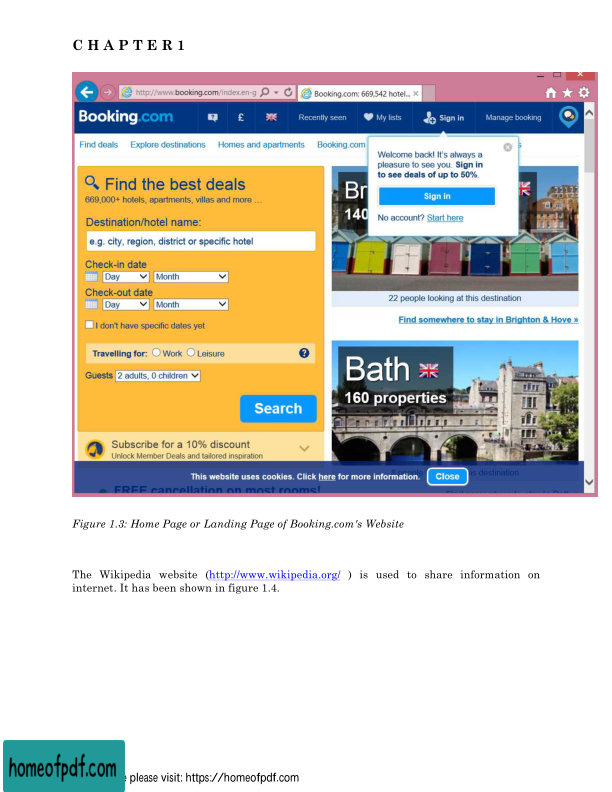 CHAPTER1
http://www.booking.com/index.en-g
Booking.com: 669,542 hotel...
Booking.com
£
Recently seen
My lists
Sign in
Manage booking
Find deals
Explore destinations
Homes and apartments
Booking.com
s
Welcome back! It's always a
pleasure to see you. Sign in
to see deals of up to 50%.
Sign in
No account? Start here
Find the best deals
669,000+ hotels, apartments, villas and more ...
Destination/hotel name:
e.g. city, region, district or specific hotel
Check-in date
Day
Month
Check-out date
Day
Month
I don't have specific dates yet
Travelling for:
Work
Leisure
?
Guests
2 adults, 0 children
Search
Subscribe for a 10% discount
Unlock Member Deals and tailored inspiration
Br
140
22 people looking at this destination
Find somewhere to stay in Brighton & Hove »
Bath
160 properties
destination
This website uses cookies. Click here for more information.
Close
FREE cancellation on most rooms!
Figure 1.3: Home Page or Landing Page of Booking.com's Website
The Wikipedia website (http://www.wikipedia.org/ ) is used to share information on
internet. It has been shown in figure 1.4.
homeofpdf.com
please visit: https://homeofpdf.com